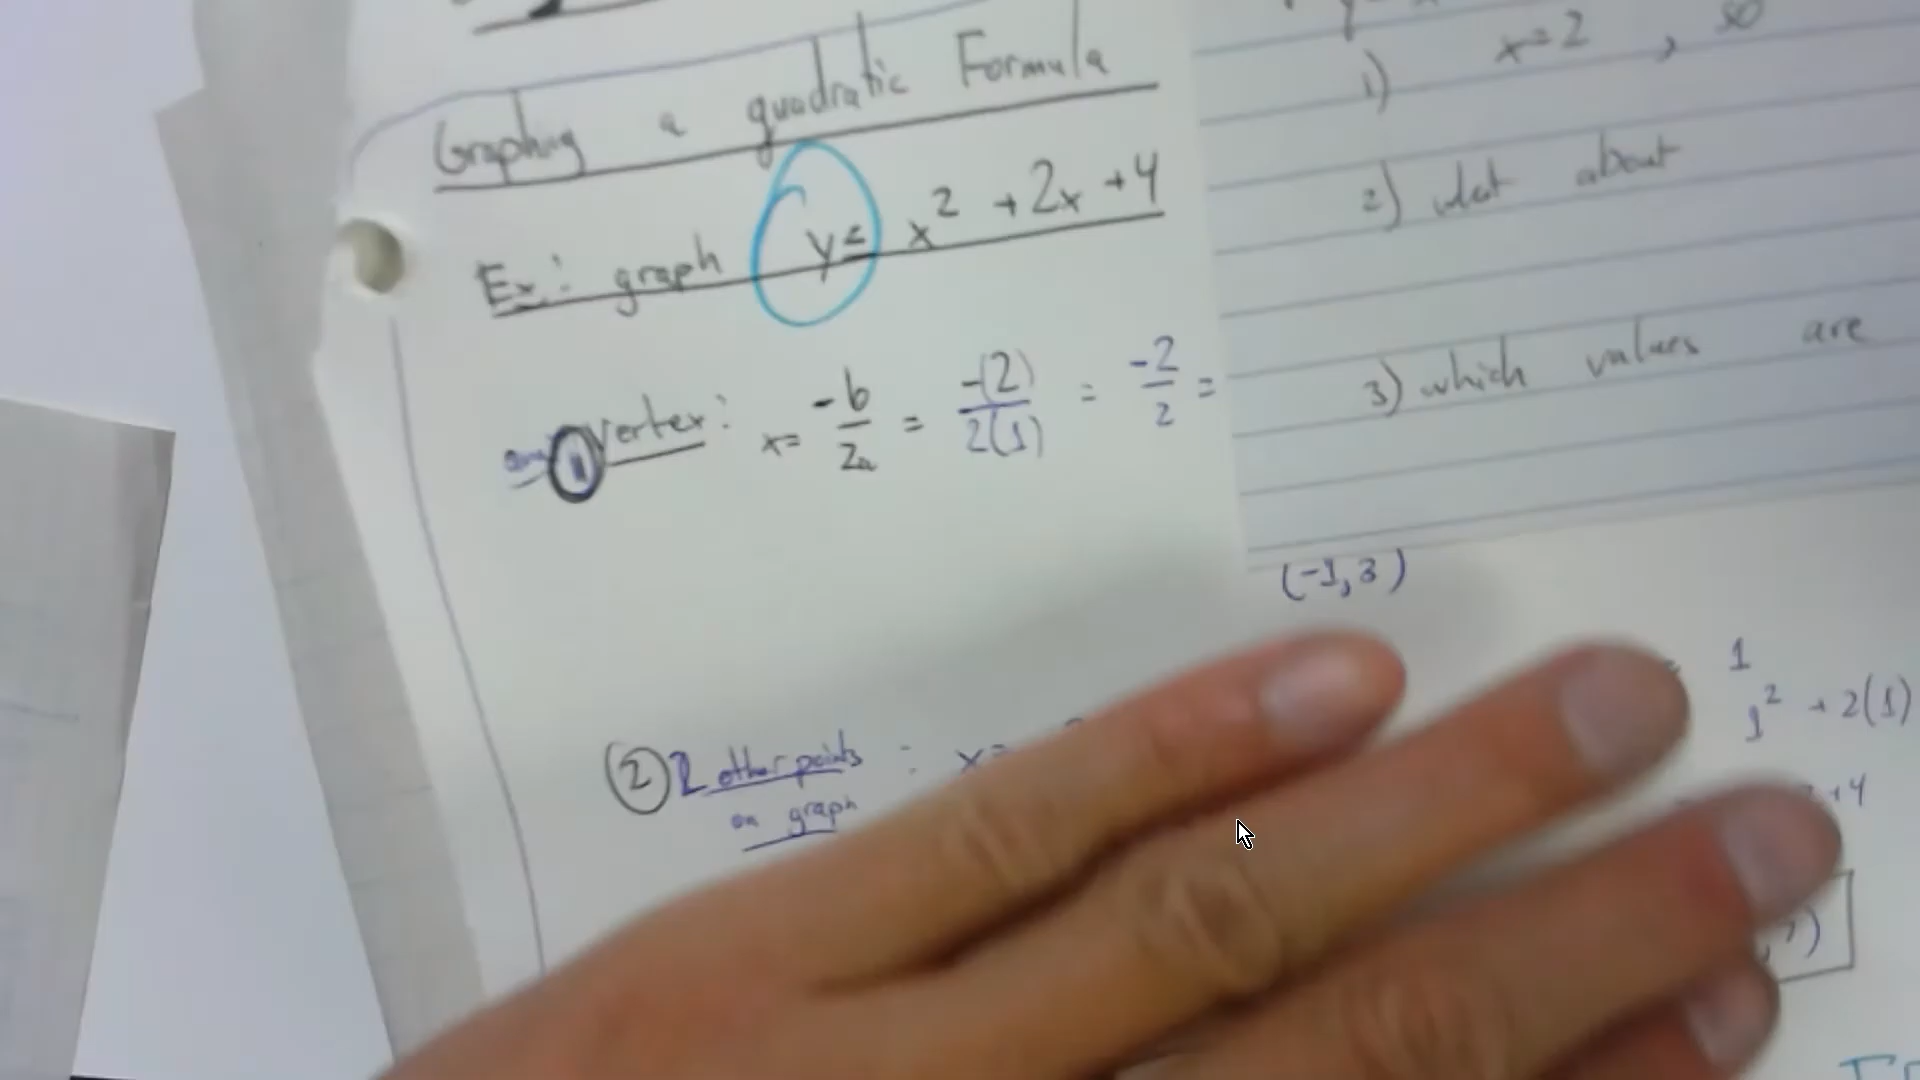 Graphing a quadratic Formula
Ex: graph y = x² + 2x + 4
① vertex: x = -b/2a = -(2)/2(1) = -2/2 =
② 2 other points : x=
on graph
1) x=2 , so
2) what about
3) which values are
(-1,3)
1
1² + 2(1)
+4